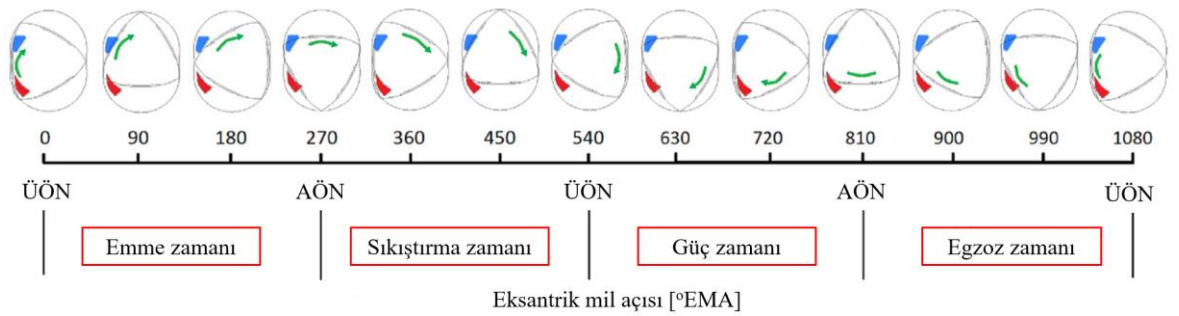 0 90 180 270 360 450 540 630 720 810 900 990 1080
ÜÖN AÖN ÜÖN AÖN ÜÖN
Emme zamanı Sıkıştırma zamanı Güç zamanı Egzoz zamanı
Eksantrik mil açısı [ºEMA]